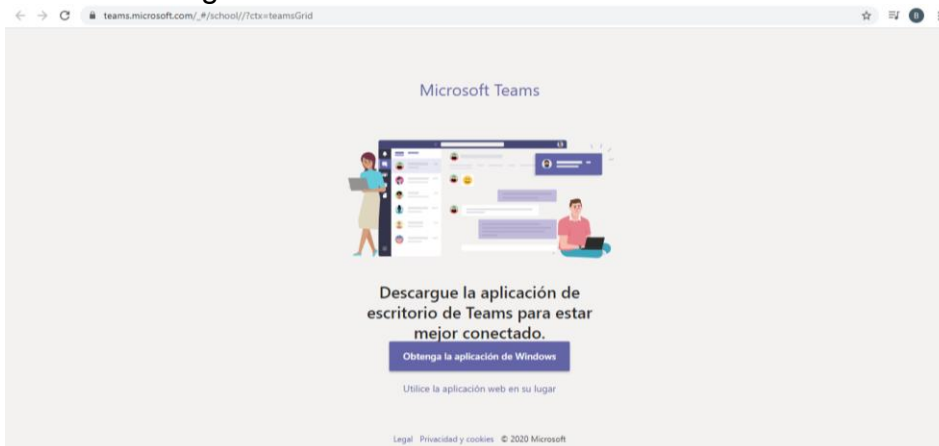 teams.microsoft.com/_#/school//?ctx=teamsGrid
B
Microsoft Teams
Descargue la aplicación de
escritorio de Teams para estar
mejor conectado.
Obtenga la aplicación de Windows
Utilice la aplicación web en su lugar
Legal Privacidad y cookies © 2020 Microsoft